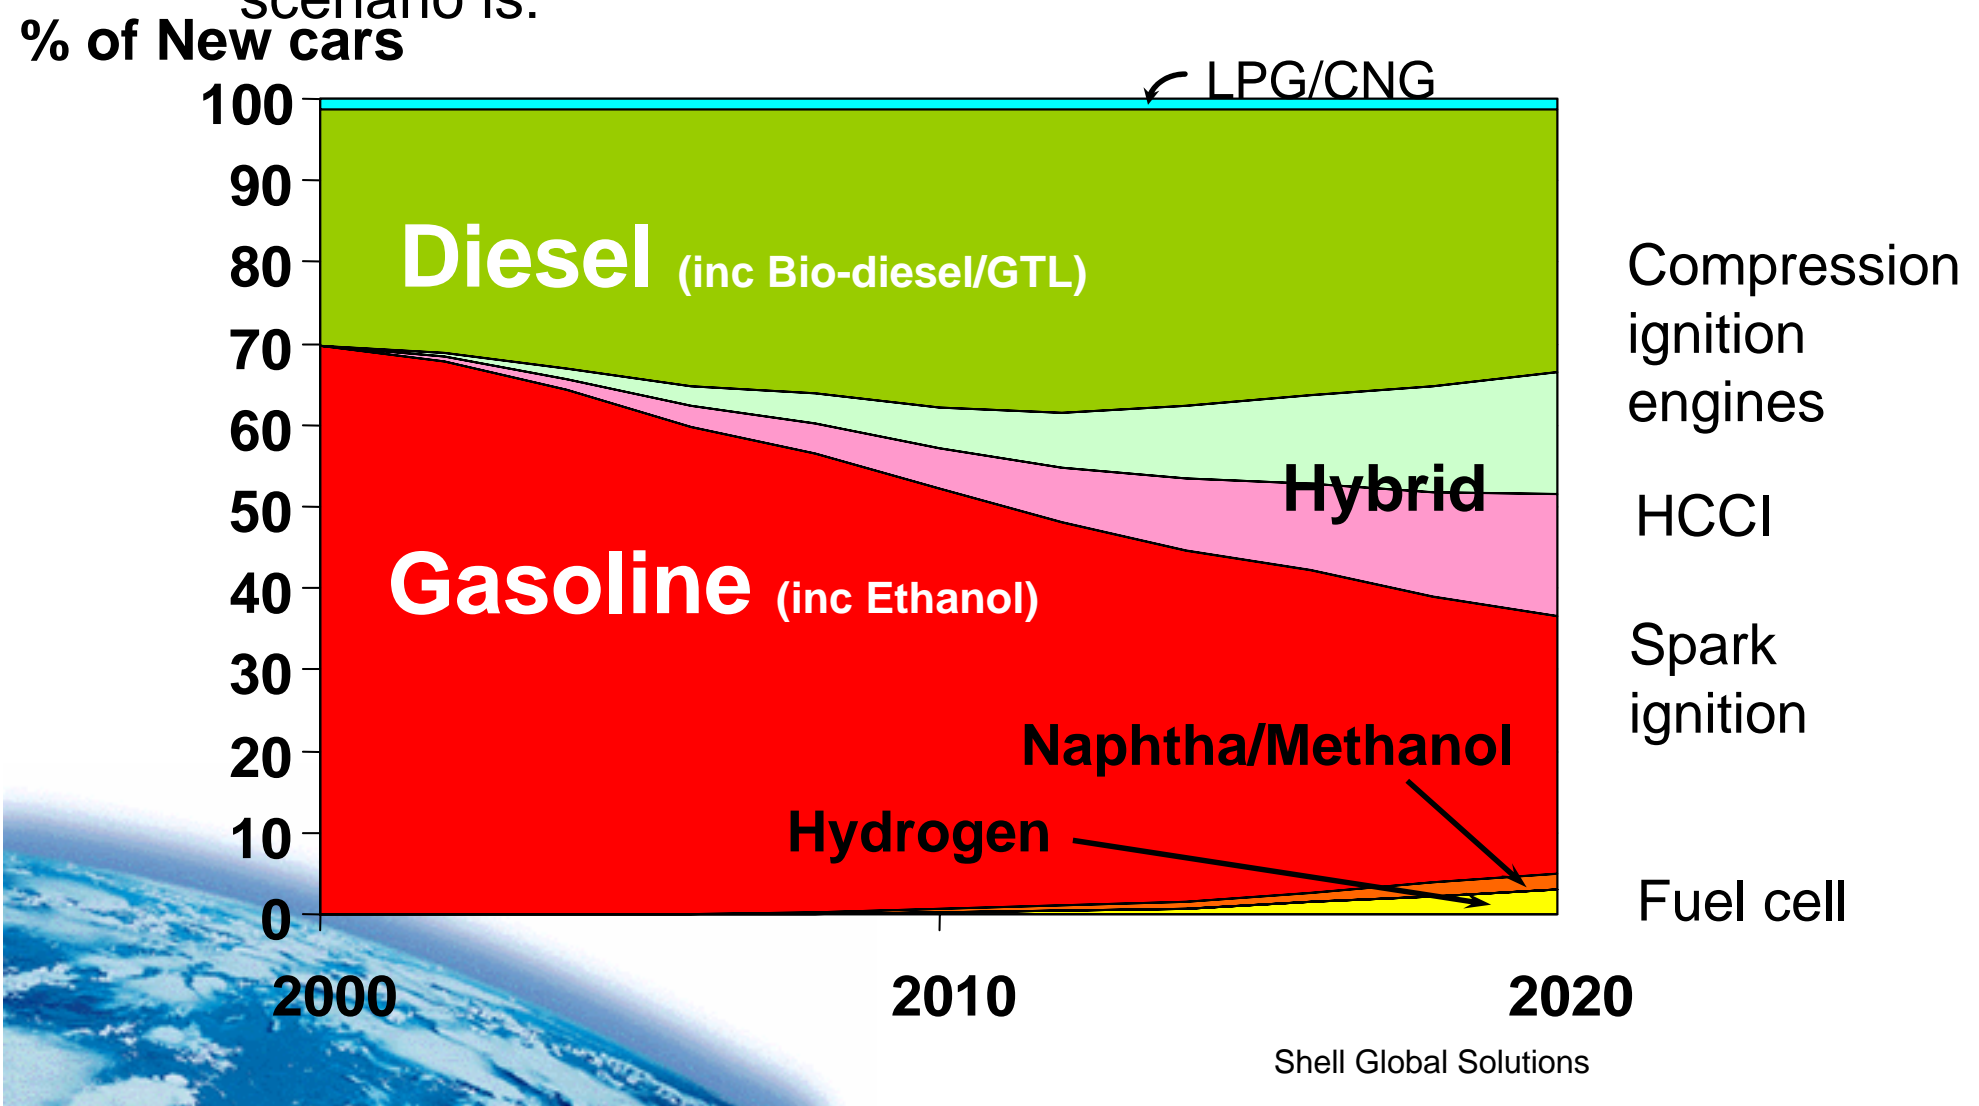 scenario is:
% of New cars
LPG/CNG
100
90
80
70
60
50
40
30
20
10
0
Diesel (inc Bio-diesel/GTL)
Hybrid
Gasoline (inc Ethanol)
Naphtha/Methanol
Hydrogen
Compression
ignition
engines
HCCI
Spark
ignition
Fuel cell
2000 2010 2020
Shell Global Solutions